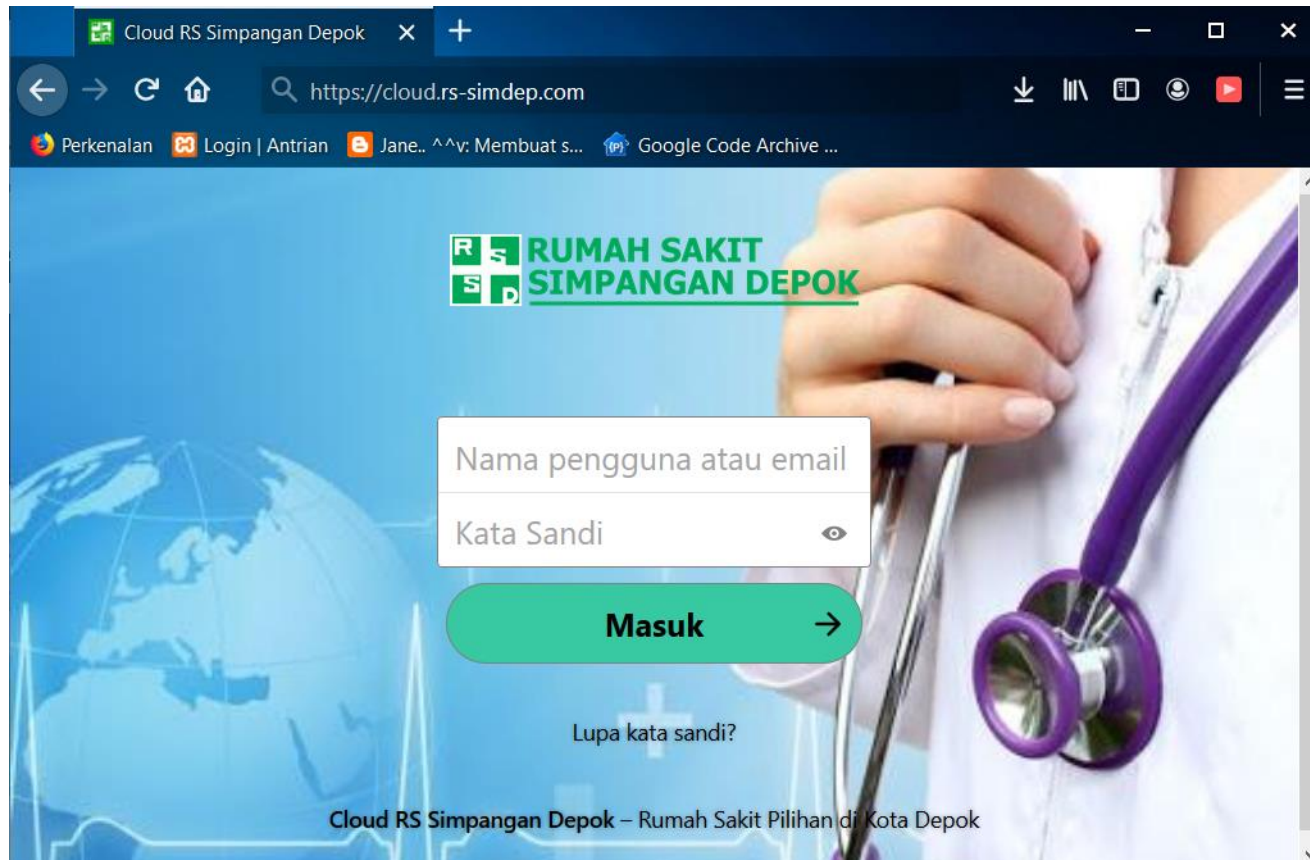 Cloud RS Simpangan Depok
https://cloud.rs-simdep.com
Perkenalan Login | Antrian Jane.. ^^v: Membuat s... Google Code Archive ...
R S S D
RUMAH SAKIT
SIMPANGAN DEPOK
Nama pengguna atau email
Kata Sandi
Masuk
Lupa kata sandi?
Cloud RS Simpangan Depok – Rumah Sakit Pilihan di Kota Depok